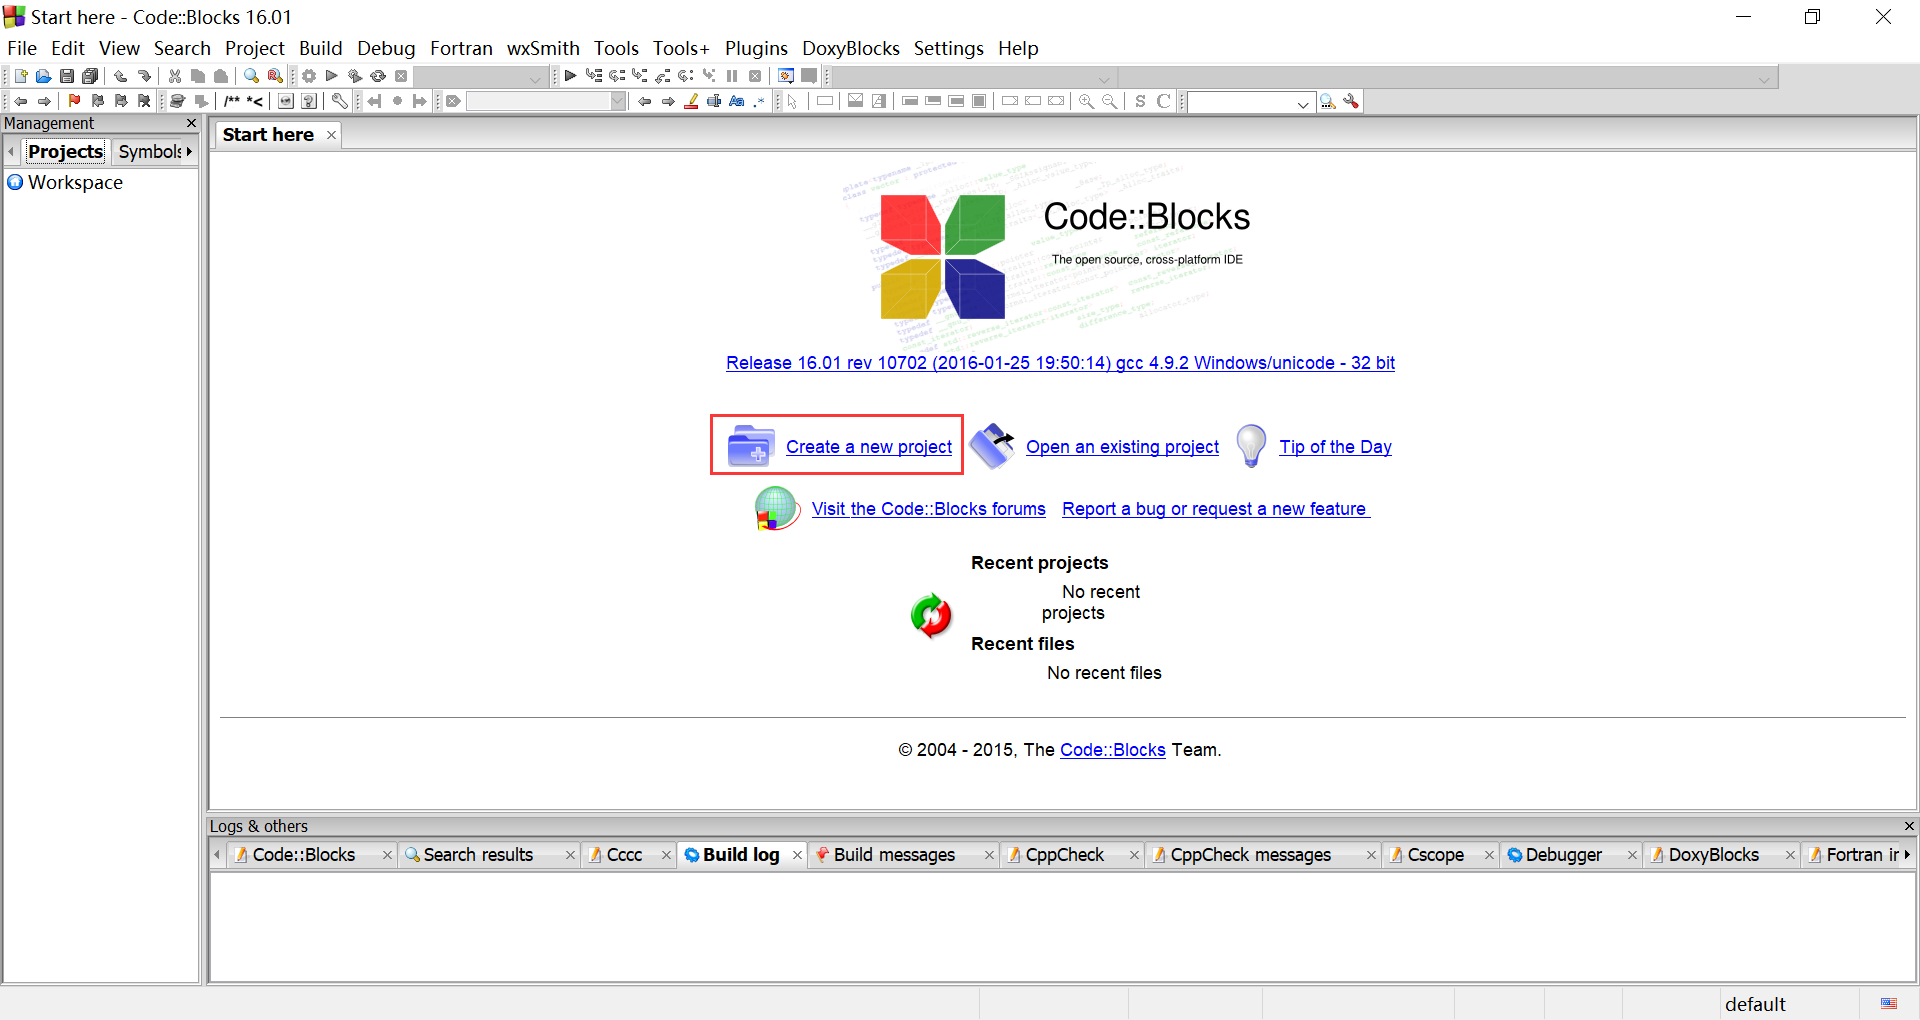 Start here - Code::Blocks 16.01
File Edit View Search Project Build Debug Fortran wxSmith Tools Tools+ Plugins DoxyBlocks Settings Help
/** *<
S C
Management
Projects Symbols
Workspace
Start here
Code::Blocks
The open source, cross-platform IDE
Release 16.01 rev 10702 (2016-01-25 19:50:14) gcc 4.9.2 Windows/unicode - 32 bit
Create a new project Open an existing project Tip of the Day
Visit the Code::Blocks forums Report a bug or request a new feature
Recent projects
No recent
projects
Recent files
No recent files
© 2004 - 2015, The Code::Blocks Team.
Logs & others
Code::Blocks Search results Cccc Build log Build messages CppCheck CppCheck messages Cscope Debugger DoxyBlocks Fortran ir
default